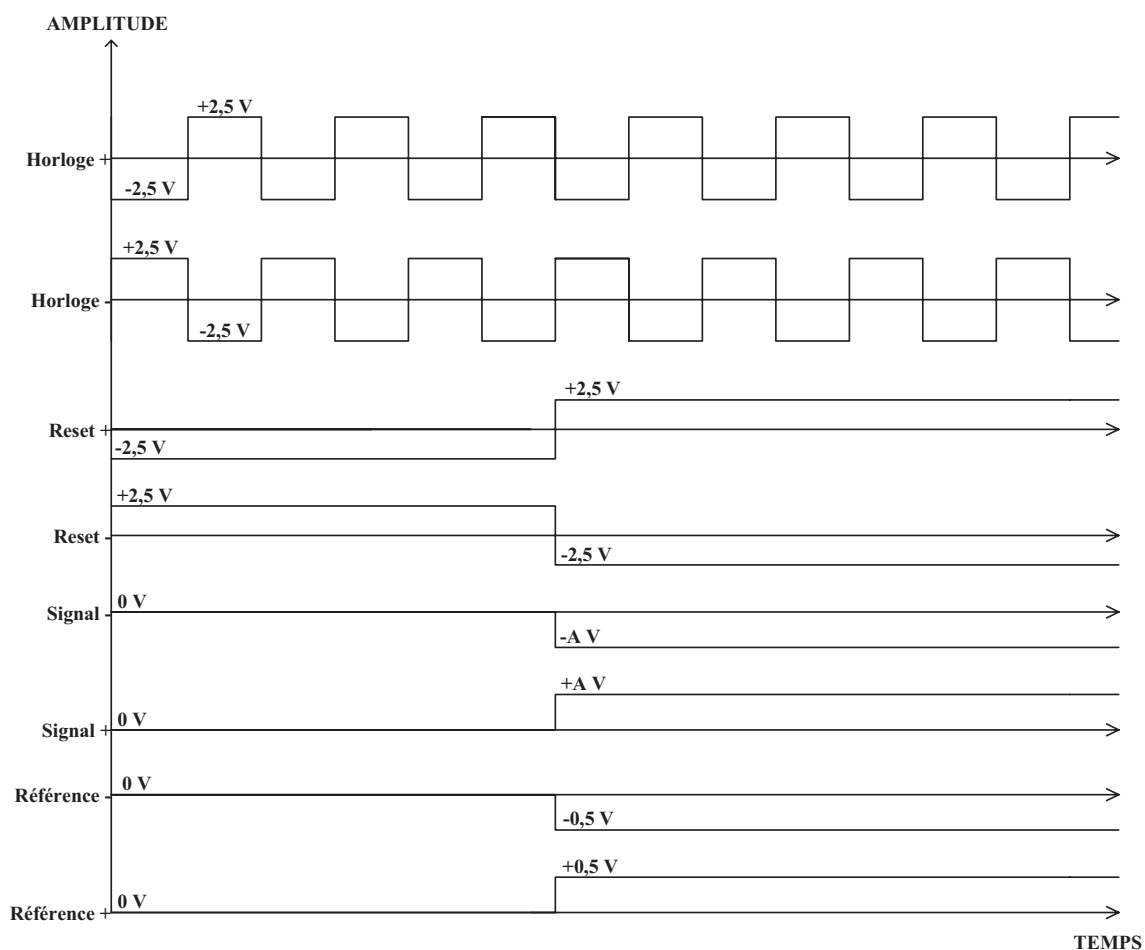 AMPLITUDE
+2,5 V
Horloge +
-2,5 V
+2,5 V
Horloge -
-2,5 V
+2,5 V
Reset +
-2,5 V
+2,5 V
Reset -
-2,5 V
0 V
Signal -
-A V
+A V
0 V
Signal +
0 V
Référence -
-0,5 V
+0,5 V
0 V
Référence +
TEMPS